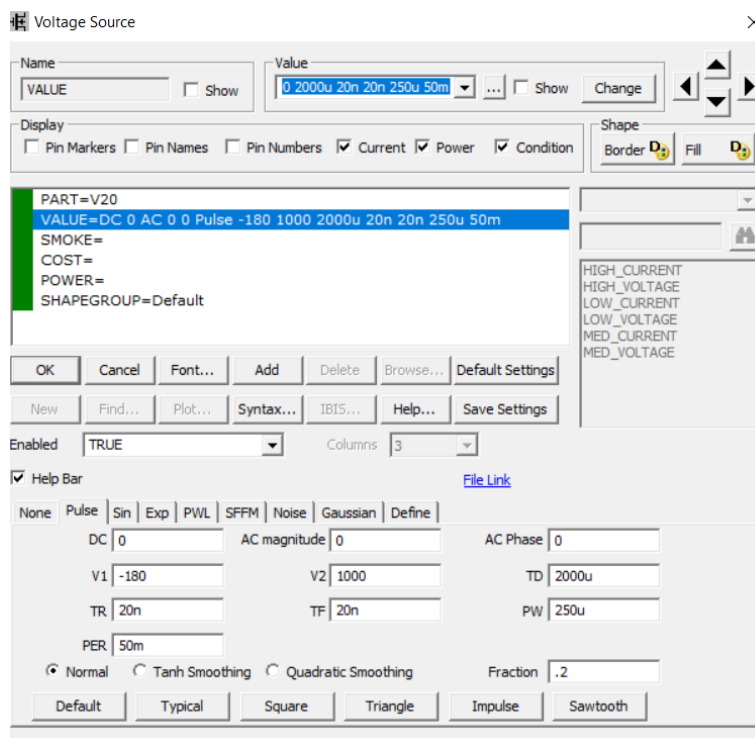 Voltage Source
Name
VALUE
Show
Value
0 2000u 20n 20n 250u 50m
...
Show
Change
Display
Pin Markers Pin Names Pin Numbers Current Power Condition
Shape
Border Fill
PART=V20
VALUE=DC 0 AC 0 0 Pulse -180 1000 2000u 20n 20n 250u 50m
SMOKE=
COST=
POWER=
SHAPEGROUP=Default
HIGH_CURRENT
HIGH_VOLTAGE
LOW_CURRENT
LOW_VOLTAGE
MED_CURRENT
MED_VOLTAGE
OK Cancel Font... Add Delete Browse... Default Settings
New Find... Plot... Syntax... IBIS... Help... Save Settings
Enabled TRUE Columns 3
Help Bar File Link
None Pulse Sin Exp PWL SFFM Noise Gaussian Define
DC 0 AC magnitude 0 AC Phase 0
V1 -180 V2 1000 TD 2000u
TR 20n TF 20n PW 250u
PER 50m
Normal Tanh Smoothing Quadratic Smoothing Fraction .2
Default Typical Square Triangle Impulse Sawtooth